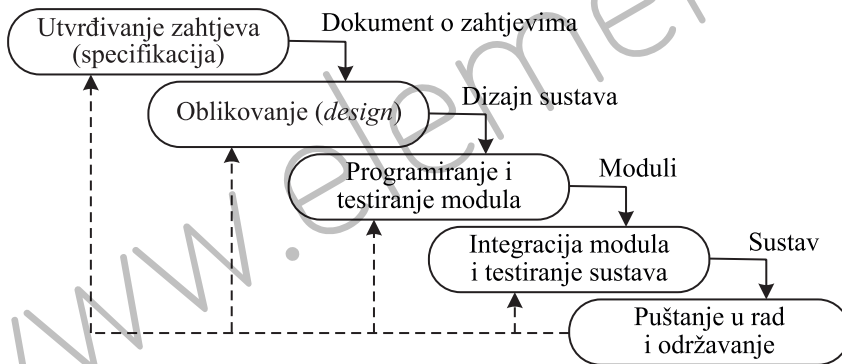 Utvrđivanje zahtjeva
(specifikacija)
Dokument o zahtjevima
Oblikovanje (design)
Dizajn sustava
Programiranje i
testiranje modula
Moduli
Integracija modula
i testiranje sustava
Sustav
Puštanje u rad
i održavanje
www.elemen